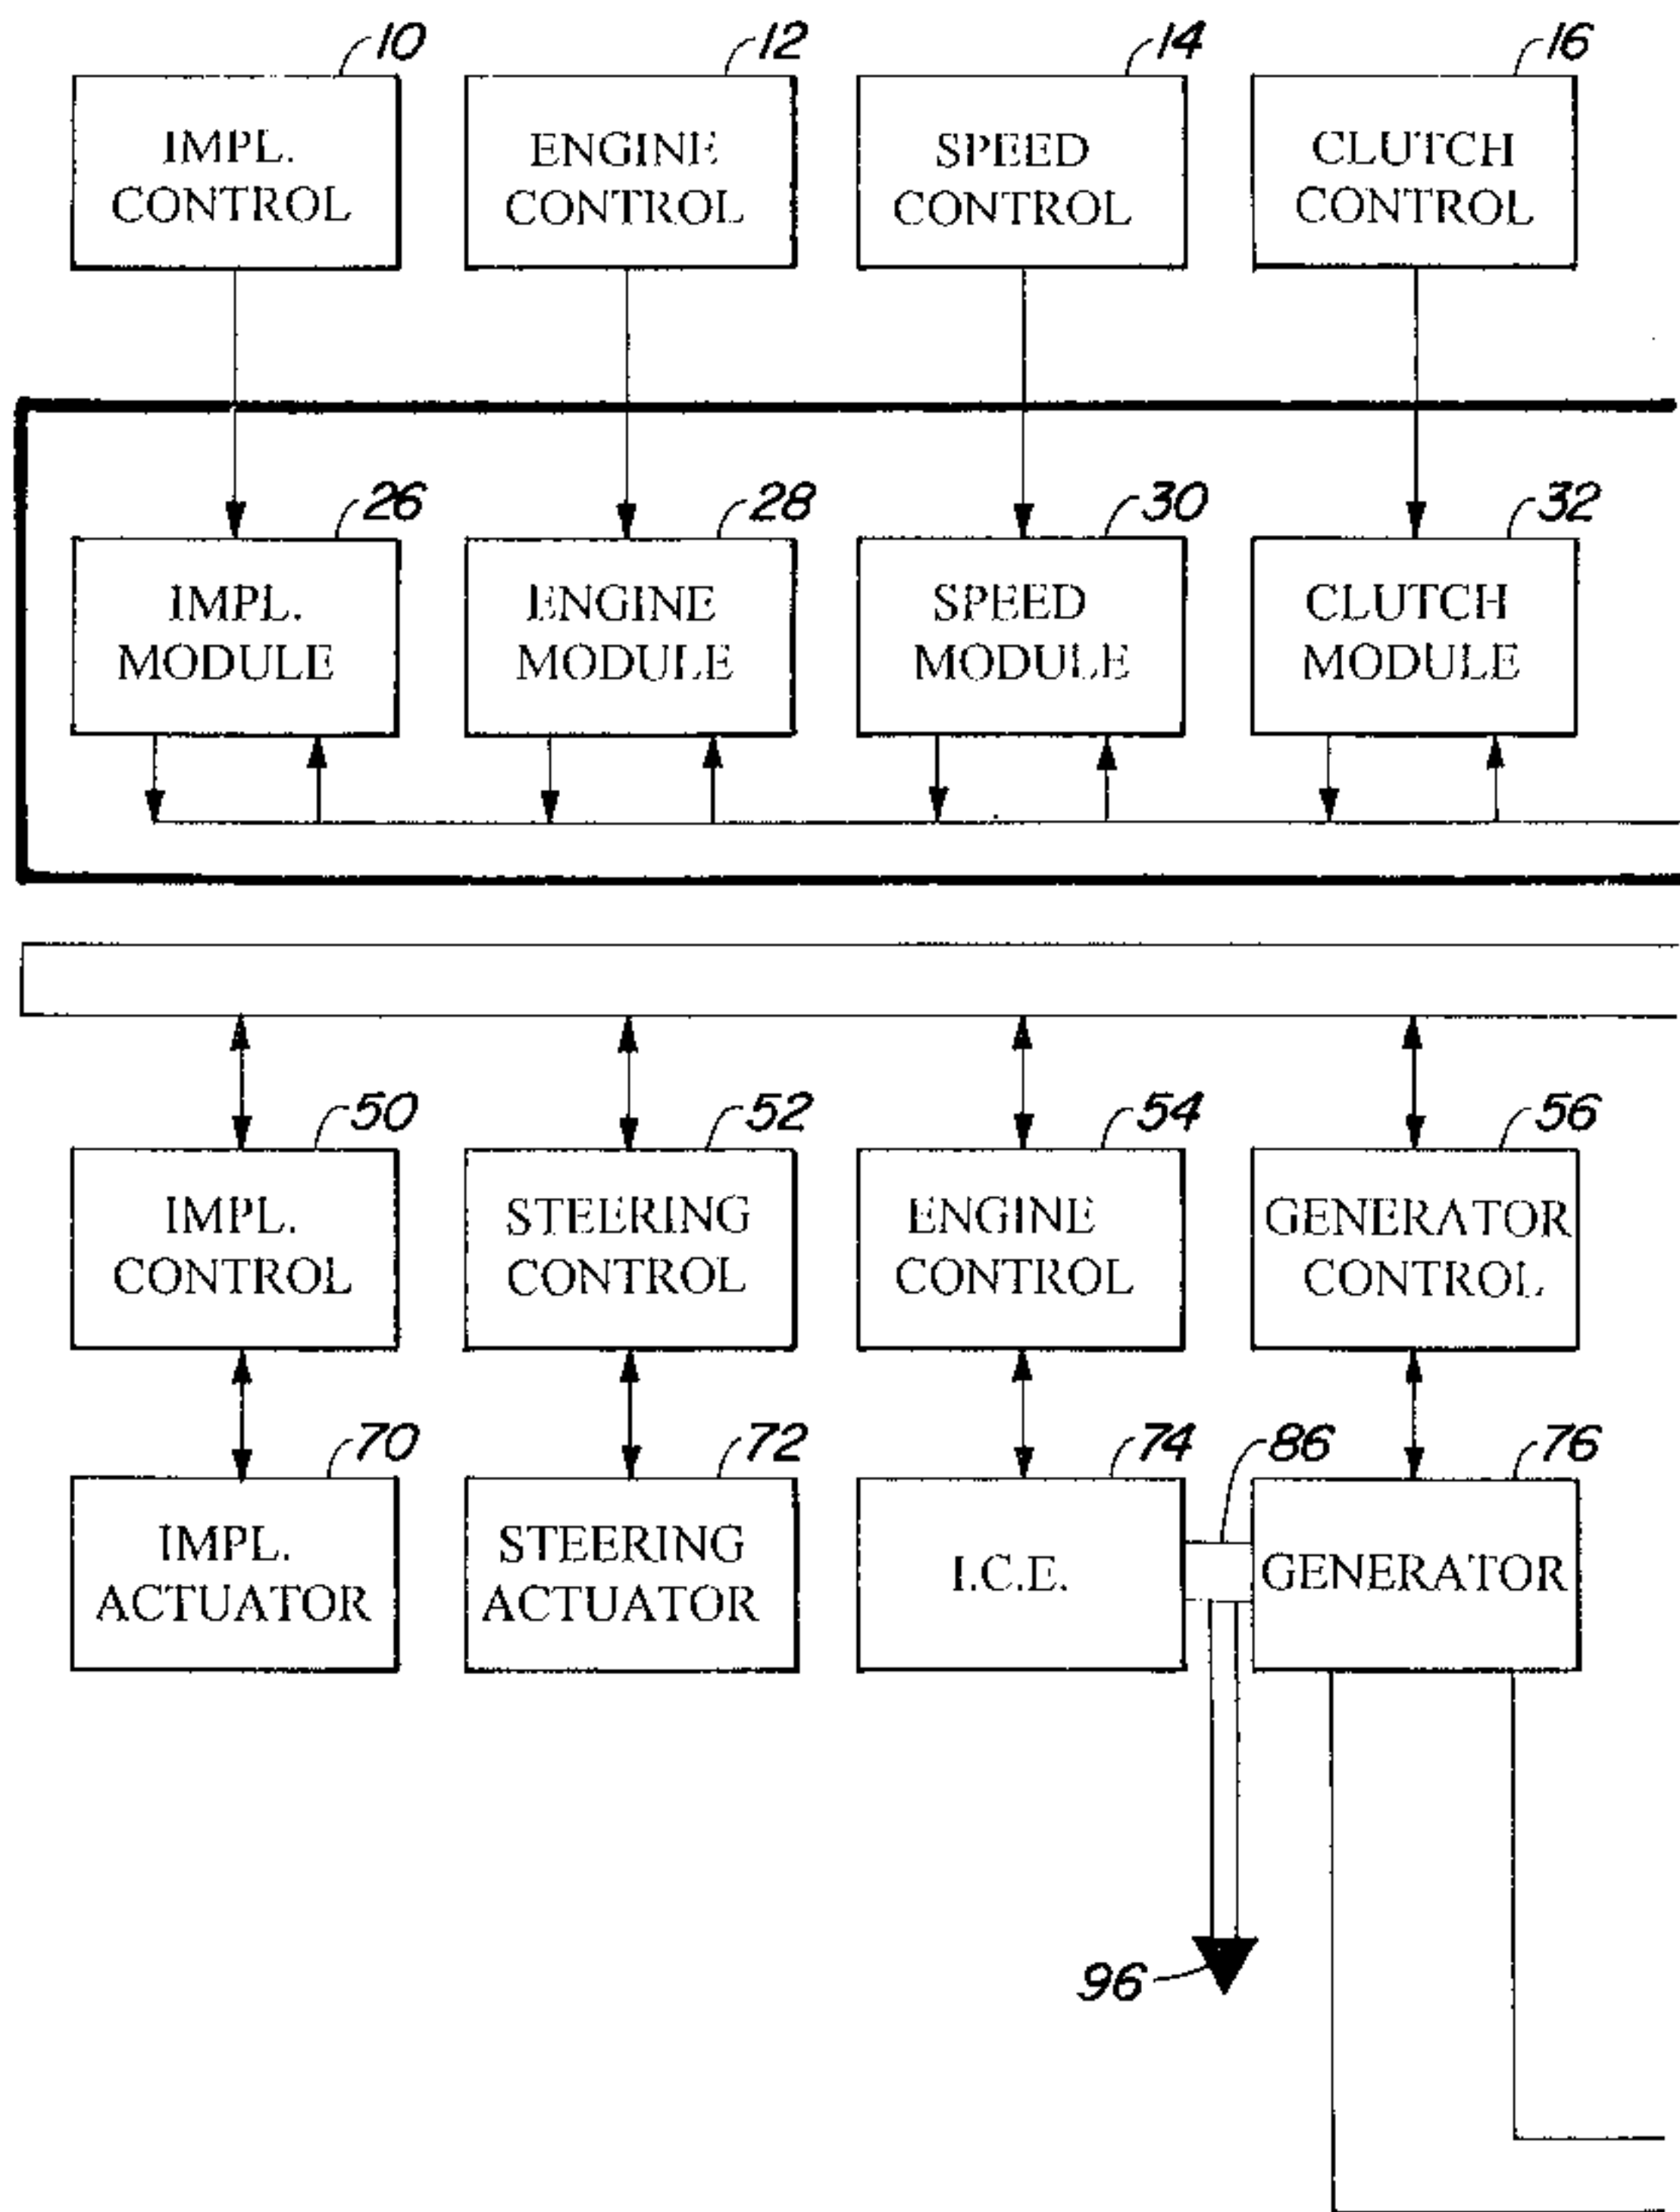 10 12 14 16
IMPL. CONTROL
ENGINE CONTROL
SPEED CONTROL
CLUTCH CONTROL
26 28 30 32
IMPL. MODULE
ENGINE MODULE
SPEED MODULE
CLUTCH MODULE
50 52 54 56
IMPL. CONTROL
STEERING CONTROL
ENGINE CONTROL
GENERATOR CONTROL
70 72 74 86 76
IMPL. ACTUATOR
STEERING ACTUATOR
I.C.E.
GENERATOR
96